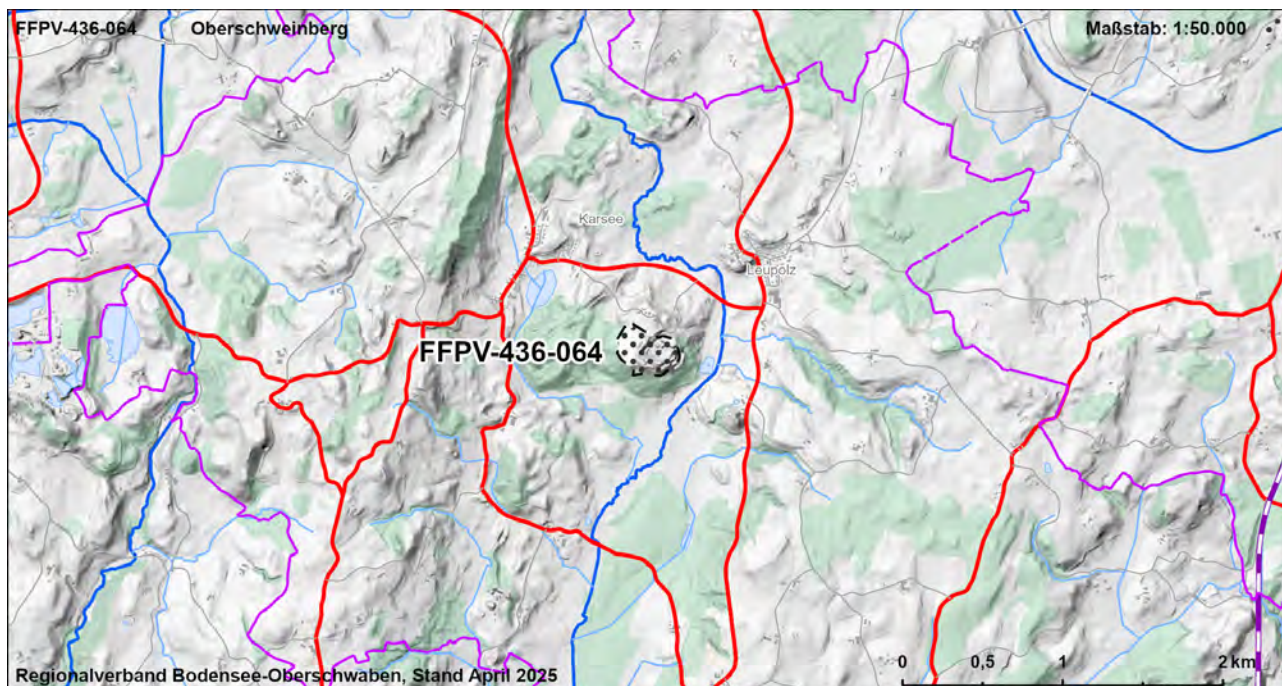 FFPV-436-064 Oberschweinberg Maßstab: 1:50.000
Karsee
Leupolz
FFPV-436-064
Regionalverband Bodensee-Oberschwaben, Stand April 2025
0 0,5 1 2 km